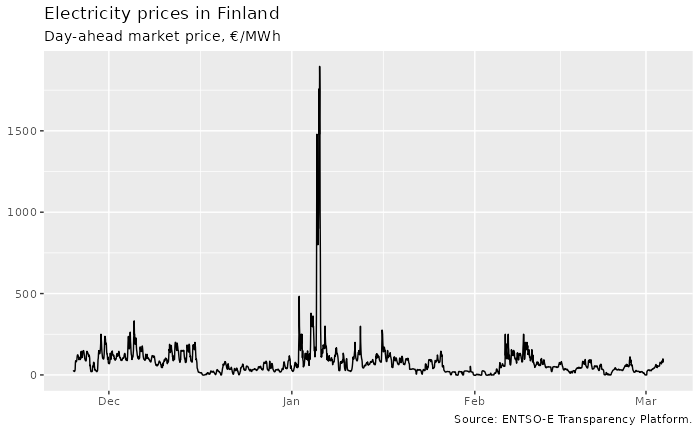 Electricity prices in Finland
Day-ahead market price, €/MWh
1500
1000
500
0
Dec
Jan
Feb
Mar
Source: ENTSO-E Transparency Platform.